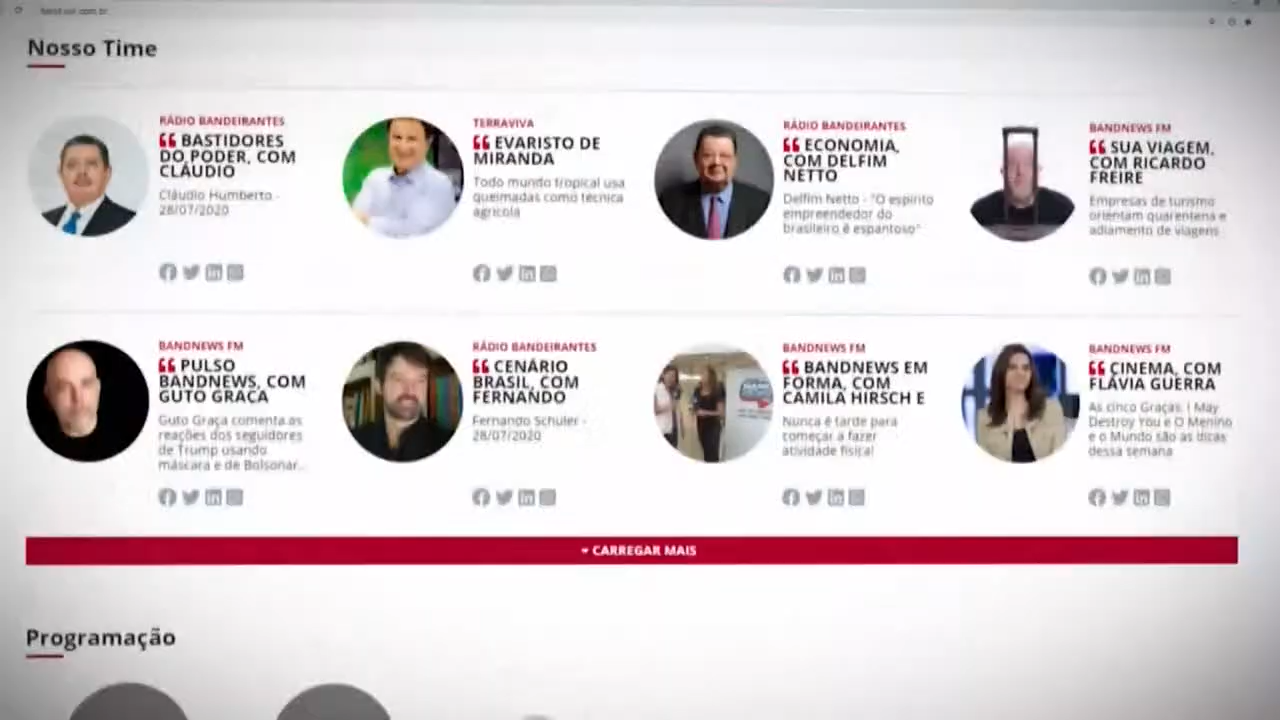 Nosso Time
RÁDIO BANDEIRANTES
BASTIDORES
DO PODER, COM
CLÁUDIO
Cláudio Humberto -
28/07/2020
TERRAVIVA
EVARISTO DE
MIRANDA
Todo mundo tropical usa
queimadas como técnica
agrícola
RÁDIO BANDEIRANTES
ECONOMIA,
COM DELFIM
NETTO
Delfim Netto - "O espírito
empreendedor do
brasileiro é espantoso"
BANDNEWS FM
SUA VIAGEM,
COM RICARDO
FREIRE
Empresas de turismo
orientam quarentena e
adiamento de viagens
BANDNEWS FM
PULSO
BANDNEWS, COM
GUTO GRAÇA
Guto Graça comenta as
reações dos seguidores
de Trump usando
máscara e de Bolsonar...
RÁDIO BANDEIRANTES
CENÁRIO
BRASIL, COM
FERNANDO
Fernando Schuler -
28/07/2020
BANDNEWS FM
BANDNEWS EM
FORMA, COM
CAMILA HIRSCH E
Nunca é tarde para
começar a fazer
atividade física!
BANDNEWS FM
CINEMA, COM
FLÁVIA GUERRA
As cinco Graças, I May
Destroy You e O Menino
e o Mundo são as dicas
dessa semana
+ CARREGAR MAIS
Programação